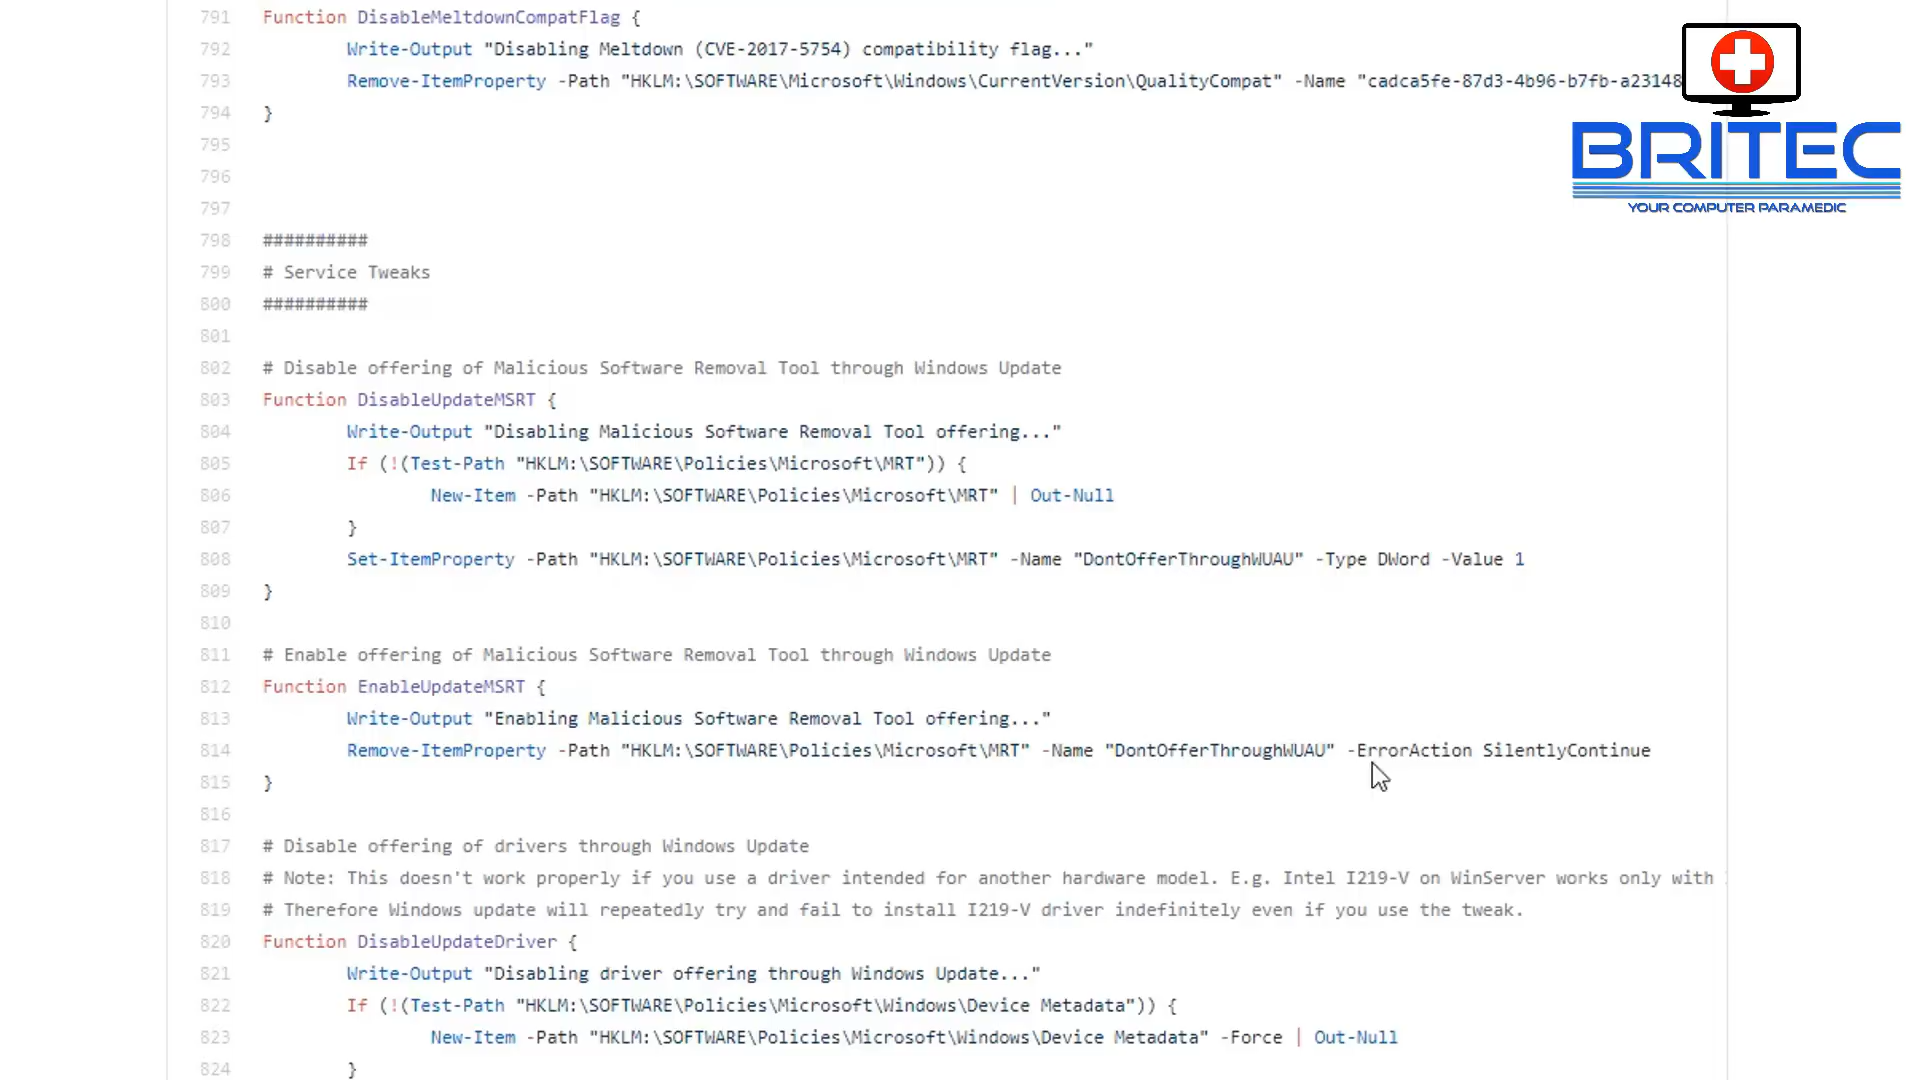 791 Function DisableMeltdownCompatFlag {
792 Write-Output "Disabling Meltdown (CVE-2017-5754) compatibility flag..."
793 Remove-ItemProperty -Path "HKLM:\SOFTWARE\Microsoft\Windows\CurrentVersion\QualityCompat" -Name "cadca5fe-87d3-4b96-b7fb-a23148
794 }
795
796
797
798 ##########
799 # Service Tweaks
800 ##########
801
802 # Disable offering of Malicious Software Removal Tool through Windows Update
803 Function DisableUpdateMSRT {
804 Write-Output "Disabling Malicious Software Removal Tool offering..."
805 If (!(Test-Path "HKLM:\SOFTWARE\Policies\Microsoft\MRT")) {
806 New-Item -Path "HKLM:\SOFTWARE\Policies\Microsoft\MRT" | Out-Null
807 }
808 Set-ItemProperty -Path "HKLM:\SOFTWARE\Policies\Microsoft\MRT" -Name "DontOfferThroughWUAU" -Type DWord -Value 1
809 }
810
811 # Enable offering of Malicious Software Removal Tool through Windows Update
812 Function EnableUpdateMSRT {
813 Write-Output "Enabling Malicious Software Removal Tool offering..."
814 Remove-ItemProperty -Path "HKLM:\SOFTWARE\Policies\Microsoft\MRT" -Name "DontOfferThroughWUAU" -ErrorAction SilentlyContinue
815 }
816
817 # Disable offering of drivers through Windows Update
818 # Note: This doesn't work properly if you use a driver intended for another hardware model. E.g. Intel I219-V on WinServer works only with
819 # Therefore Windows update will repeatedly try and fail to install I219-V driver indefinitely even if you use the tweak.
820 Function DisableUpdateDriver {
821 Write-Output "Disabling driver offering through Windows Update..."
822 If (!(Test-Path "HKLM:\SOFTWARE\Policies\Microsoft\Windows\Device Metadata")) {
823 New-Item -Path "HKLM:\SOFTWARE\Policies\Microsoft\Windows\Device Metadata" -Force | Out-Null
824 }
BRITEC
YOUR COMPUTER PARAMEDIC